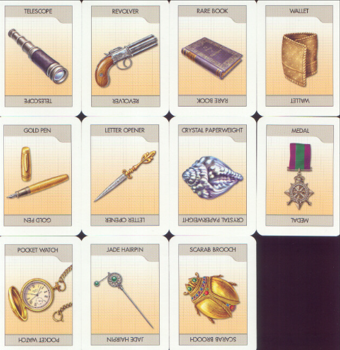 TELESCOPE
TELESCOPE
REVOLVER
REVOLVER
RARE BOOK
RARE BOOK
WALLET
WALLET
GOLD PEN
GOLD PEN
LETTER OPENER
LETTER OPENER
CRYSTAL PAPERWEIGHT
CRYSTAL PAPERWEIGHT
MEDAL
MEDAL
POCKET WATCH
POCKET WATCH
JADE HAIRPIN
JADE HAIRPIN
SCARAB BROOCH
SCARAB BROOCH